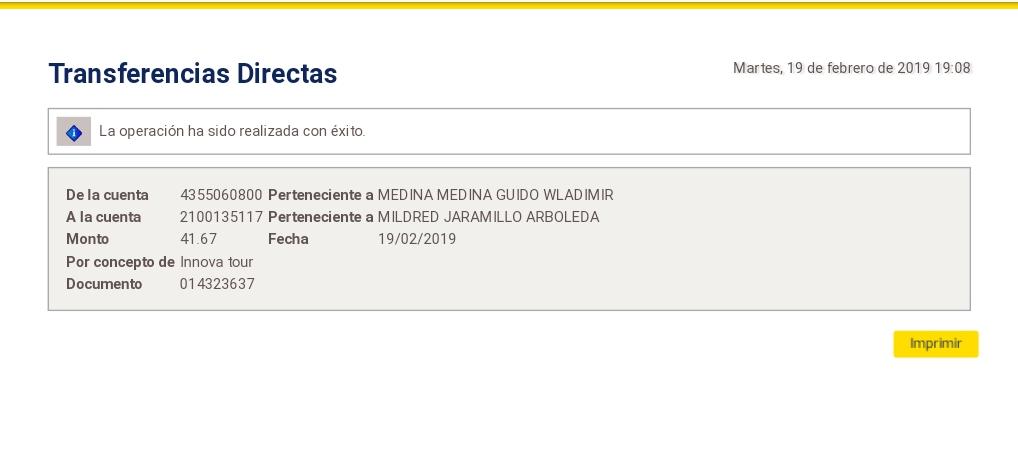 Transferencias Directas
Martes, 19 de febrero de 2019 19:08
La operación ha sido realizada con éxito.
De la cuenta 4355060800 Perteneciente a MEDINA MEDINA GUIDO WLADIMIR
A la cuenta 2100135117 Perteneciente a MILDRED JARAMILLO ARBOLEDA
Monto 41.67 Fecha 19/02/2019
Por concepto de Innova tour
Documento 014323637
Imprimir